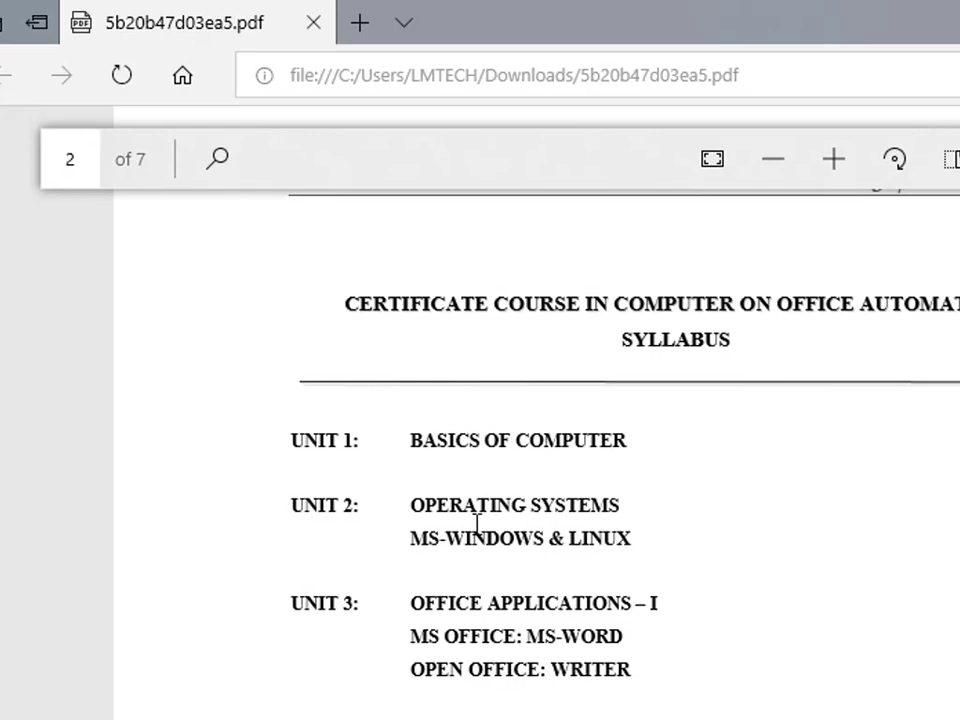 5b20b47d03ea5.pdf
file:///C:/Users/LMTECH/Downloads/5b20b47d03ea5.pdf
2 of 7
CERTIFICATE COURSE IN COMPUTER ON OFFICE AUTOMAT
SYLLABUS
UNIT 1: BASICS OF COMPUTER
UNIT 2: OPERATING SYSTEMS
MS-WINDOWS & LINUX
UNIT 3: OFFICE APPLICATIONS – I
MS OFFICE: MS-WORD
OPEN OFFICE: WRITER